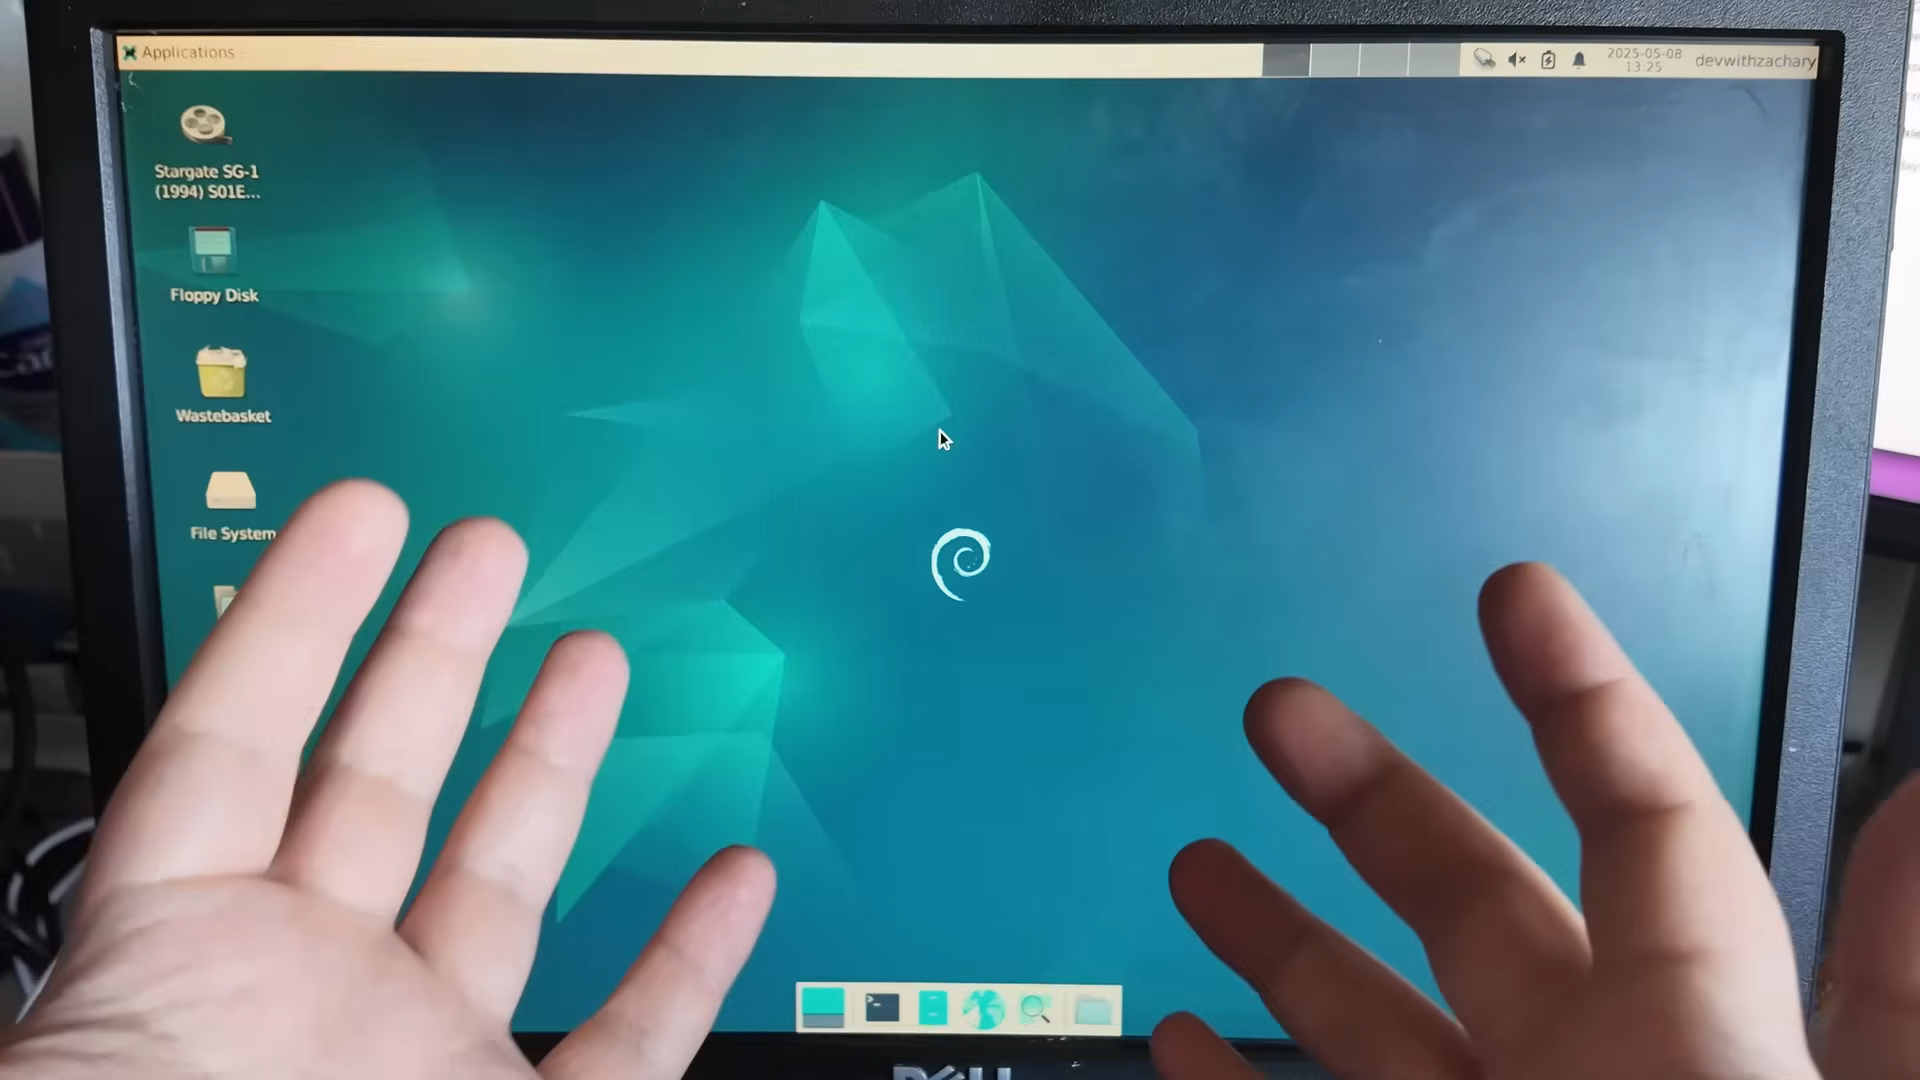 Applications
2025-05-08
13:25
devwithzachary
Stargate SG-1
(1994) S01E...
Floppy Disk
Wastebasket
File System
DELL